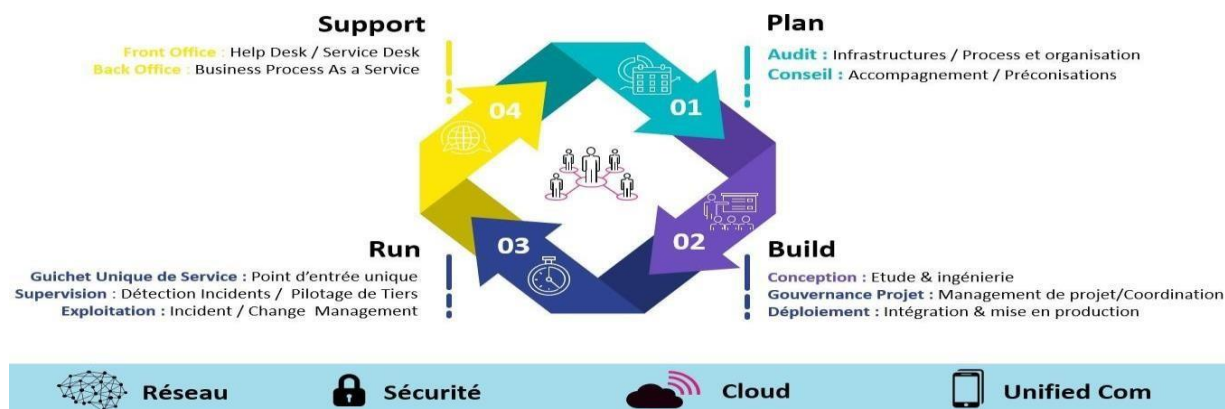 Support
Front Office : Help Desk / Service Desk
Back Office : Business Process As a Service
Plan
Audit : Infrastructures / Process et organisation
Conseil : Accompagnement / Préconisations
04
01
03
02
Run
Guichet Unique de Service : Point d'entrée unique
Supervision : Détection Incidents / Pilotage de Tiers
Exploitation : Incident / Change Management
Build
Conception : Etude & ingénierie
Gouvernance Projet : Management de projet/Coordination
Déploiement : Intégration & mise en production
Réseau
Sécurité
Cloud
Unified Com